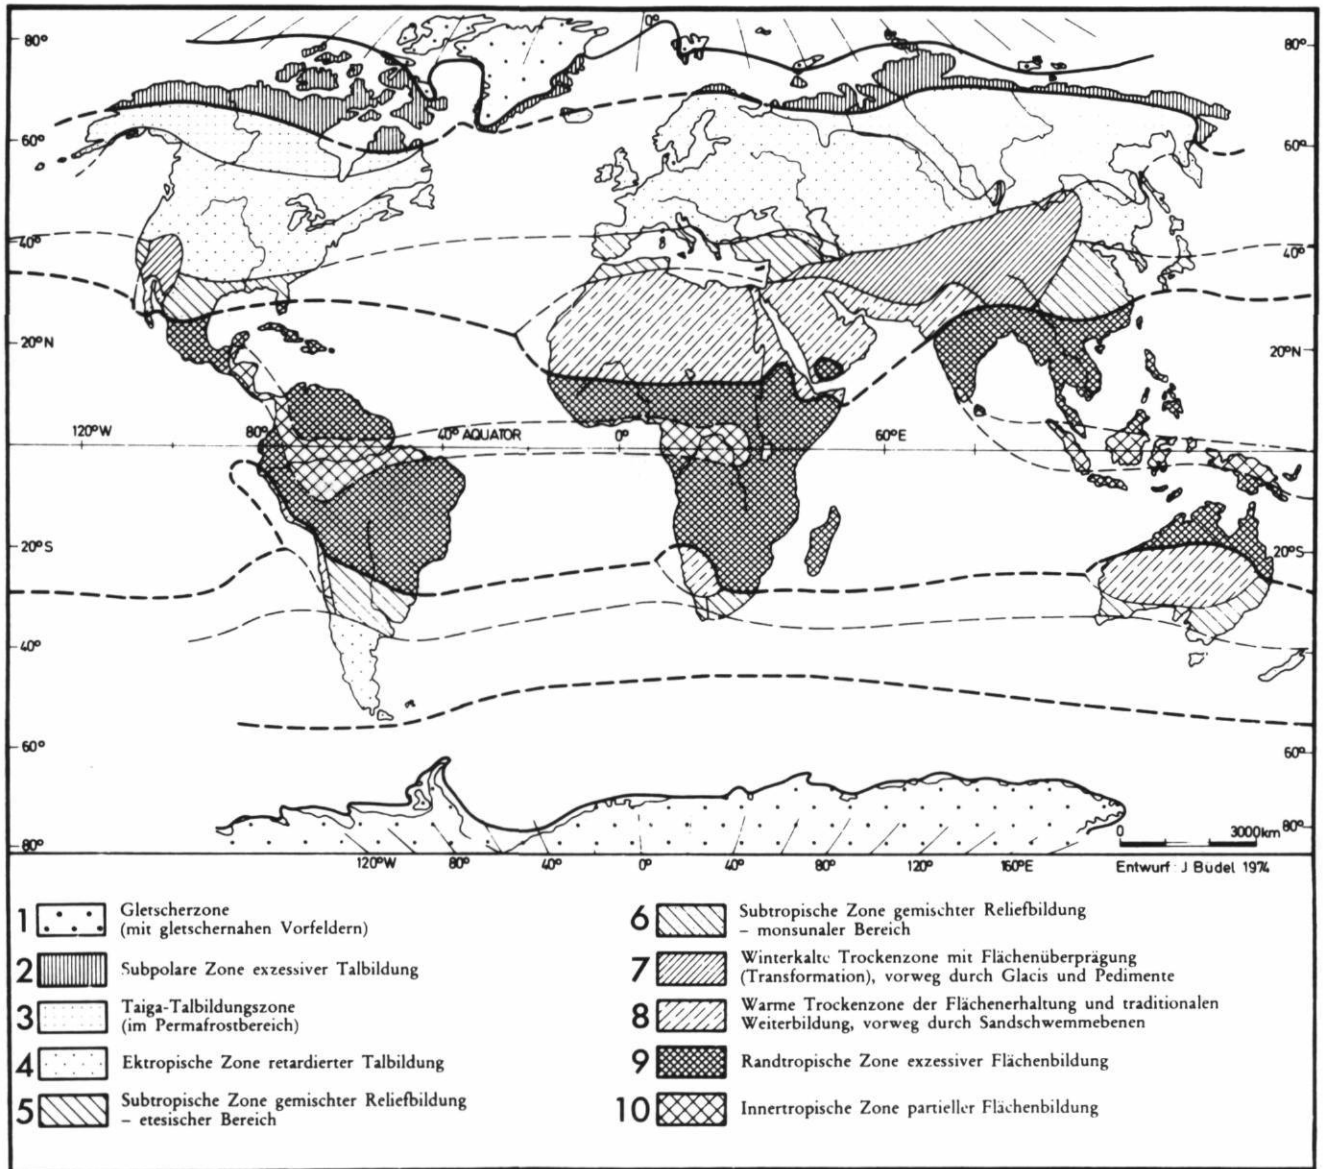 0°
80°
80°
60°
60°
8
40°
40°
20°N
20°N
120°W
80°
40° ÄQUATOR
0°
60°E
20°S
20°S
40°
60°
60°
80°
80°
0 3000km
120°W
80°
40°
0°
40°
80°
120°
160°E
Entwurf: J Büdel 1974
1 Gletscherzone
(mit gletschernahen Vorfeldern)
2 Subpolare Zone exzessiver Talbildung
3 Taiga-Talbildungszone
(im Permafrostbereich)
4 Ektropische Zone retardierter Talbildung
5 Subtropische Zone gemischter Reliefbildung
– etesischer Bereich
6 Subtropische Zone gemischter Reliefbildung
– monsunaler Bereich
7 Winterkalte Trockenzone mit Flächenüberprägung
(Transformation), vorweg durch Glacis und Pedimente
8 Warme Trockenzone der Flächenerhaltung und traditionalen
Weiterbildung, vorweg durch Sandschwemmebenen
9 Randtropische Zone exzessiver Flächenbildung
10 Innertropische Zone partieller Flächenbildung